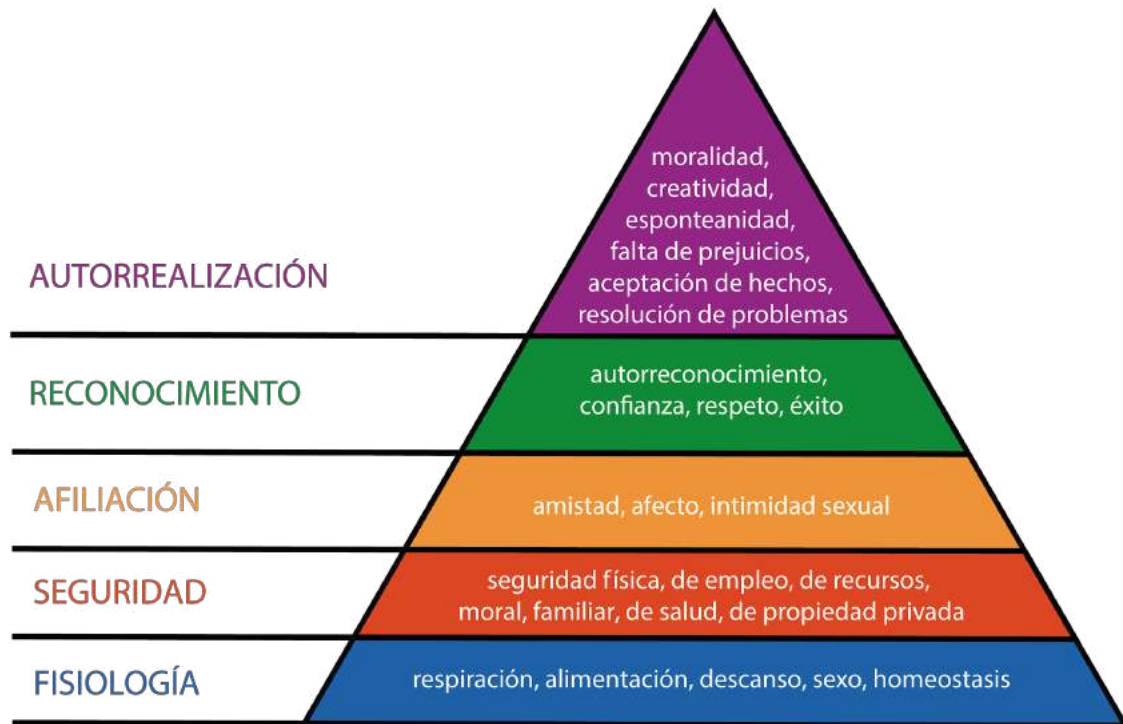 moralidad,
creatividad,
esponteanidad,
falta de prejuicios,
aceptación de hechos,
resolución de problemas
AUTORREALIZACIÓN
autorreconocimiento,
confianza, respeto, éxito
RECONOCIMIENTO
amistad, afecto, intimidad sexual
AFILIACIÓN
seguridad física, de empleo, de recursos,
moral, familiar, de salud, de propiedad privada
SEGURIDAD
respiración, alimentación, descanso, sexo, homeostasis
FISIOLOGÍA